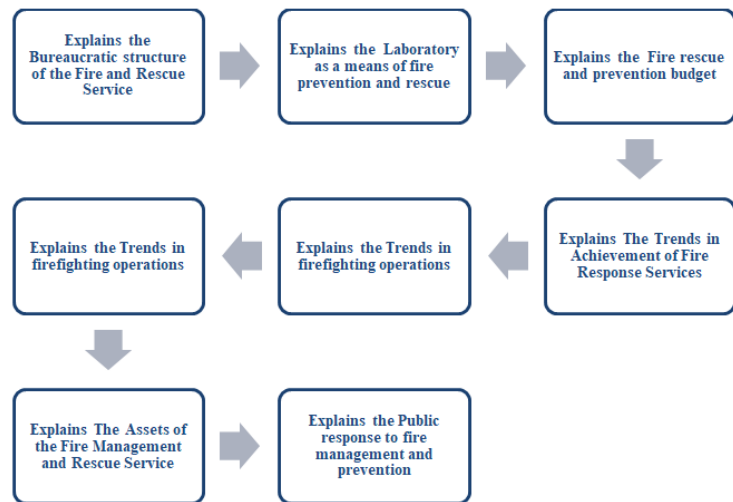 Explains the
Bureaucratic structure
of the Fire and Rescue
Service
Explains the Laboratory
as a means of fire
prevention and rescue
Explains the Fire rescue
and prevention budget
Explains The Trends in
Achievement of Fire
Response Services
Explains the Trends in
firefighting operations
Explains the Trends in
firefighting operations
Explains The Assets of
the Fire Management
and Rescue Service
Explains the Public
response to fire
management and
prevention